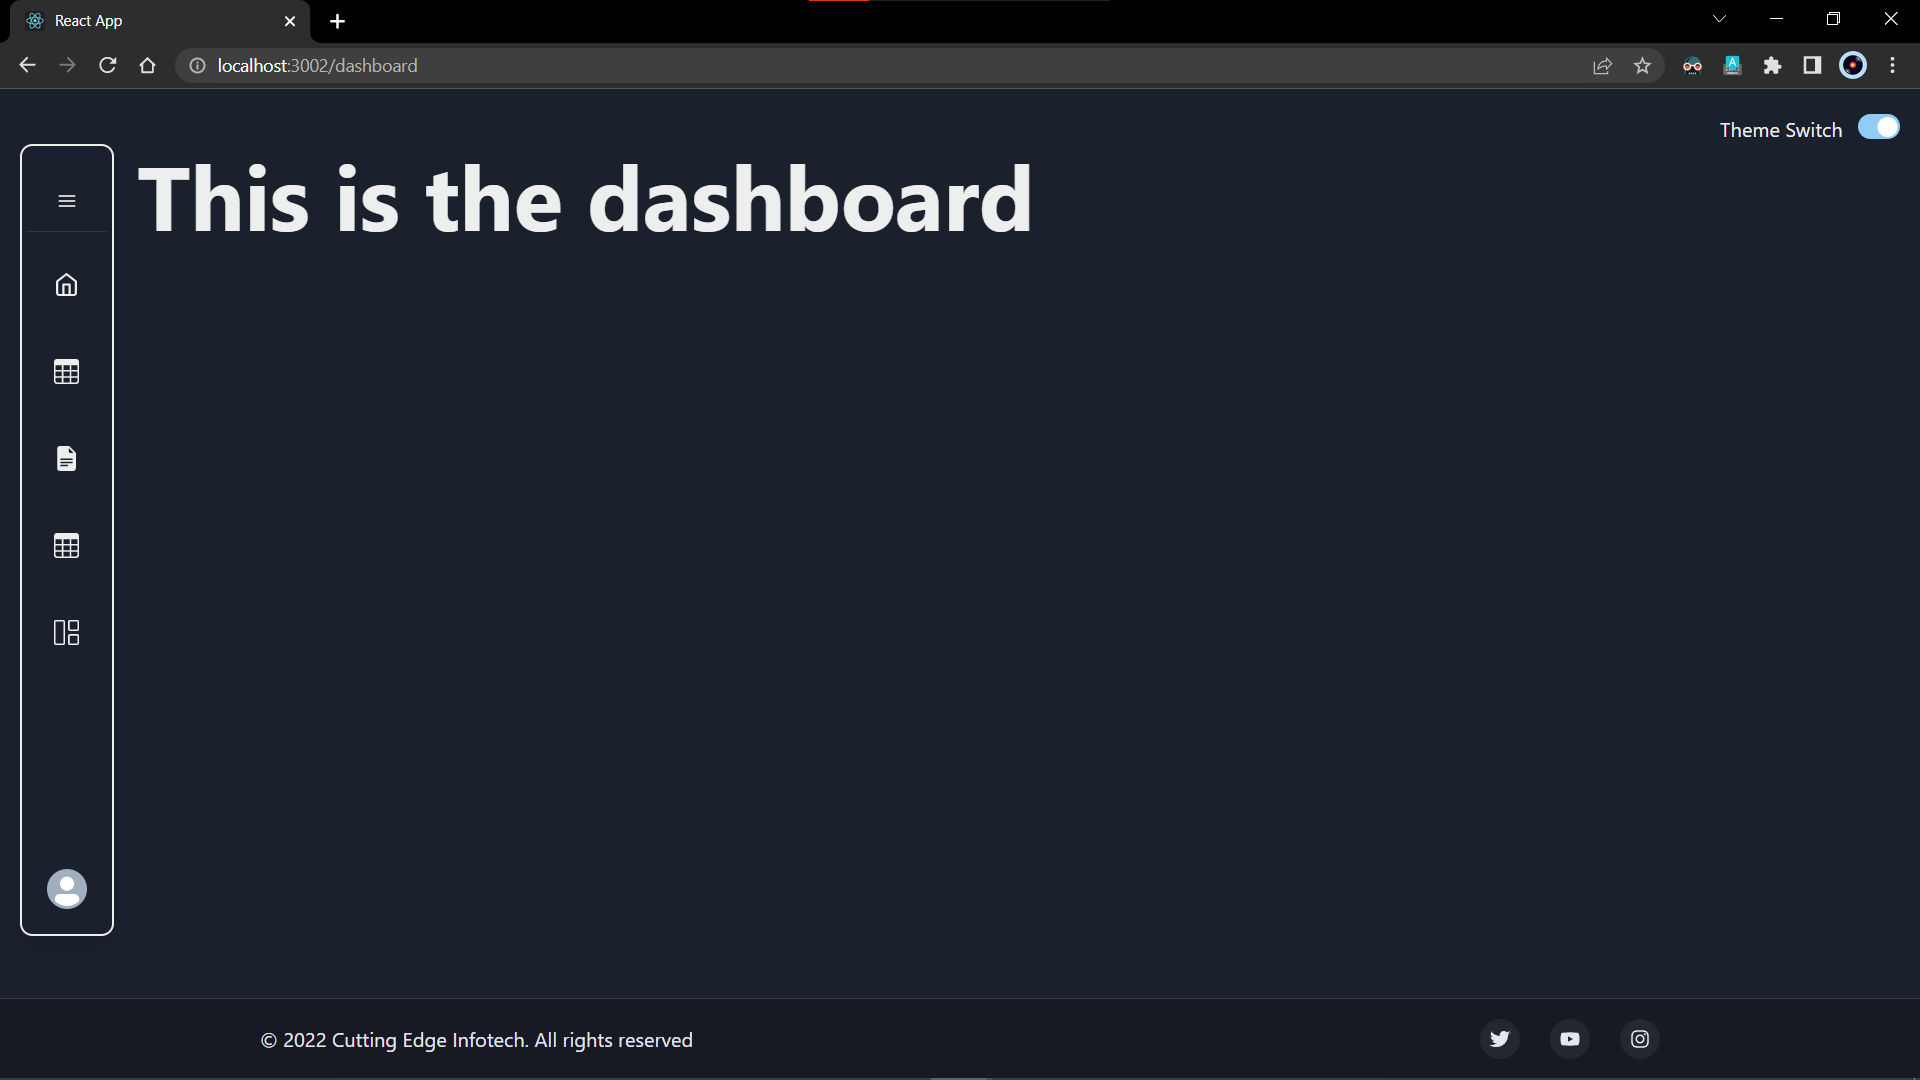 React App
localhost:3002/dashboard
Theme Switch
This is the dashboard
© 2022 Cutting Edge Infotech. All rights reserved